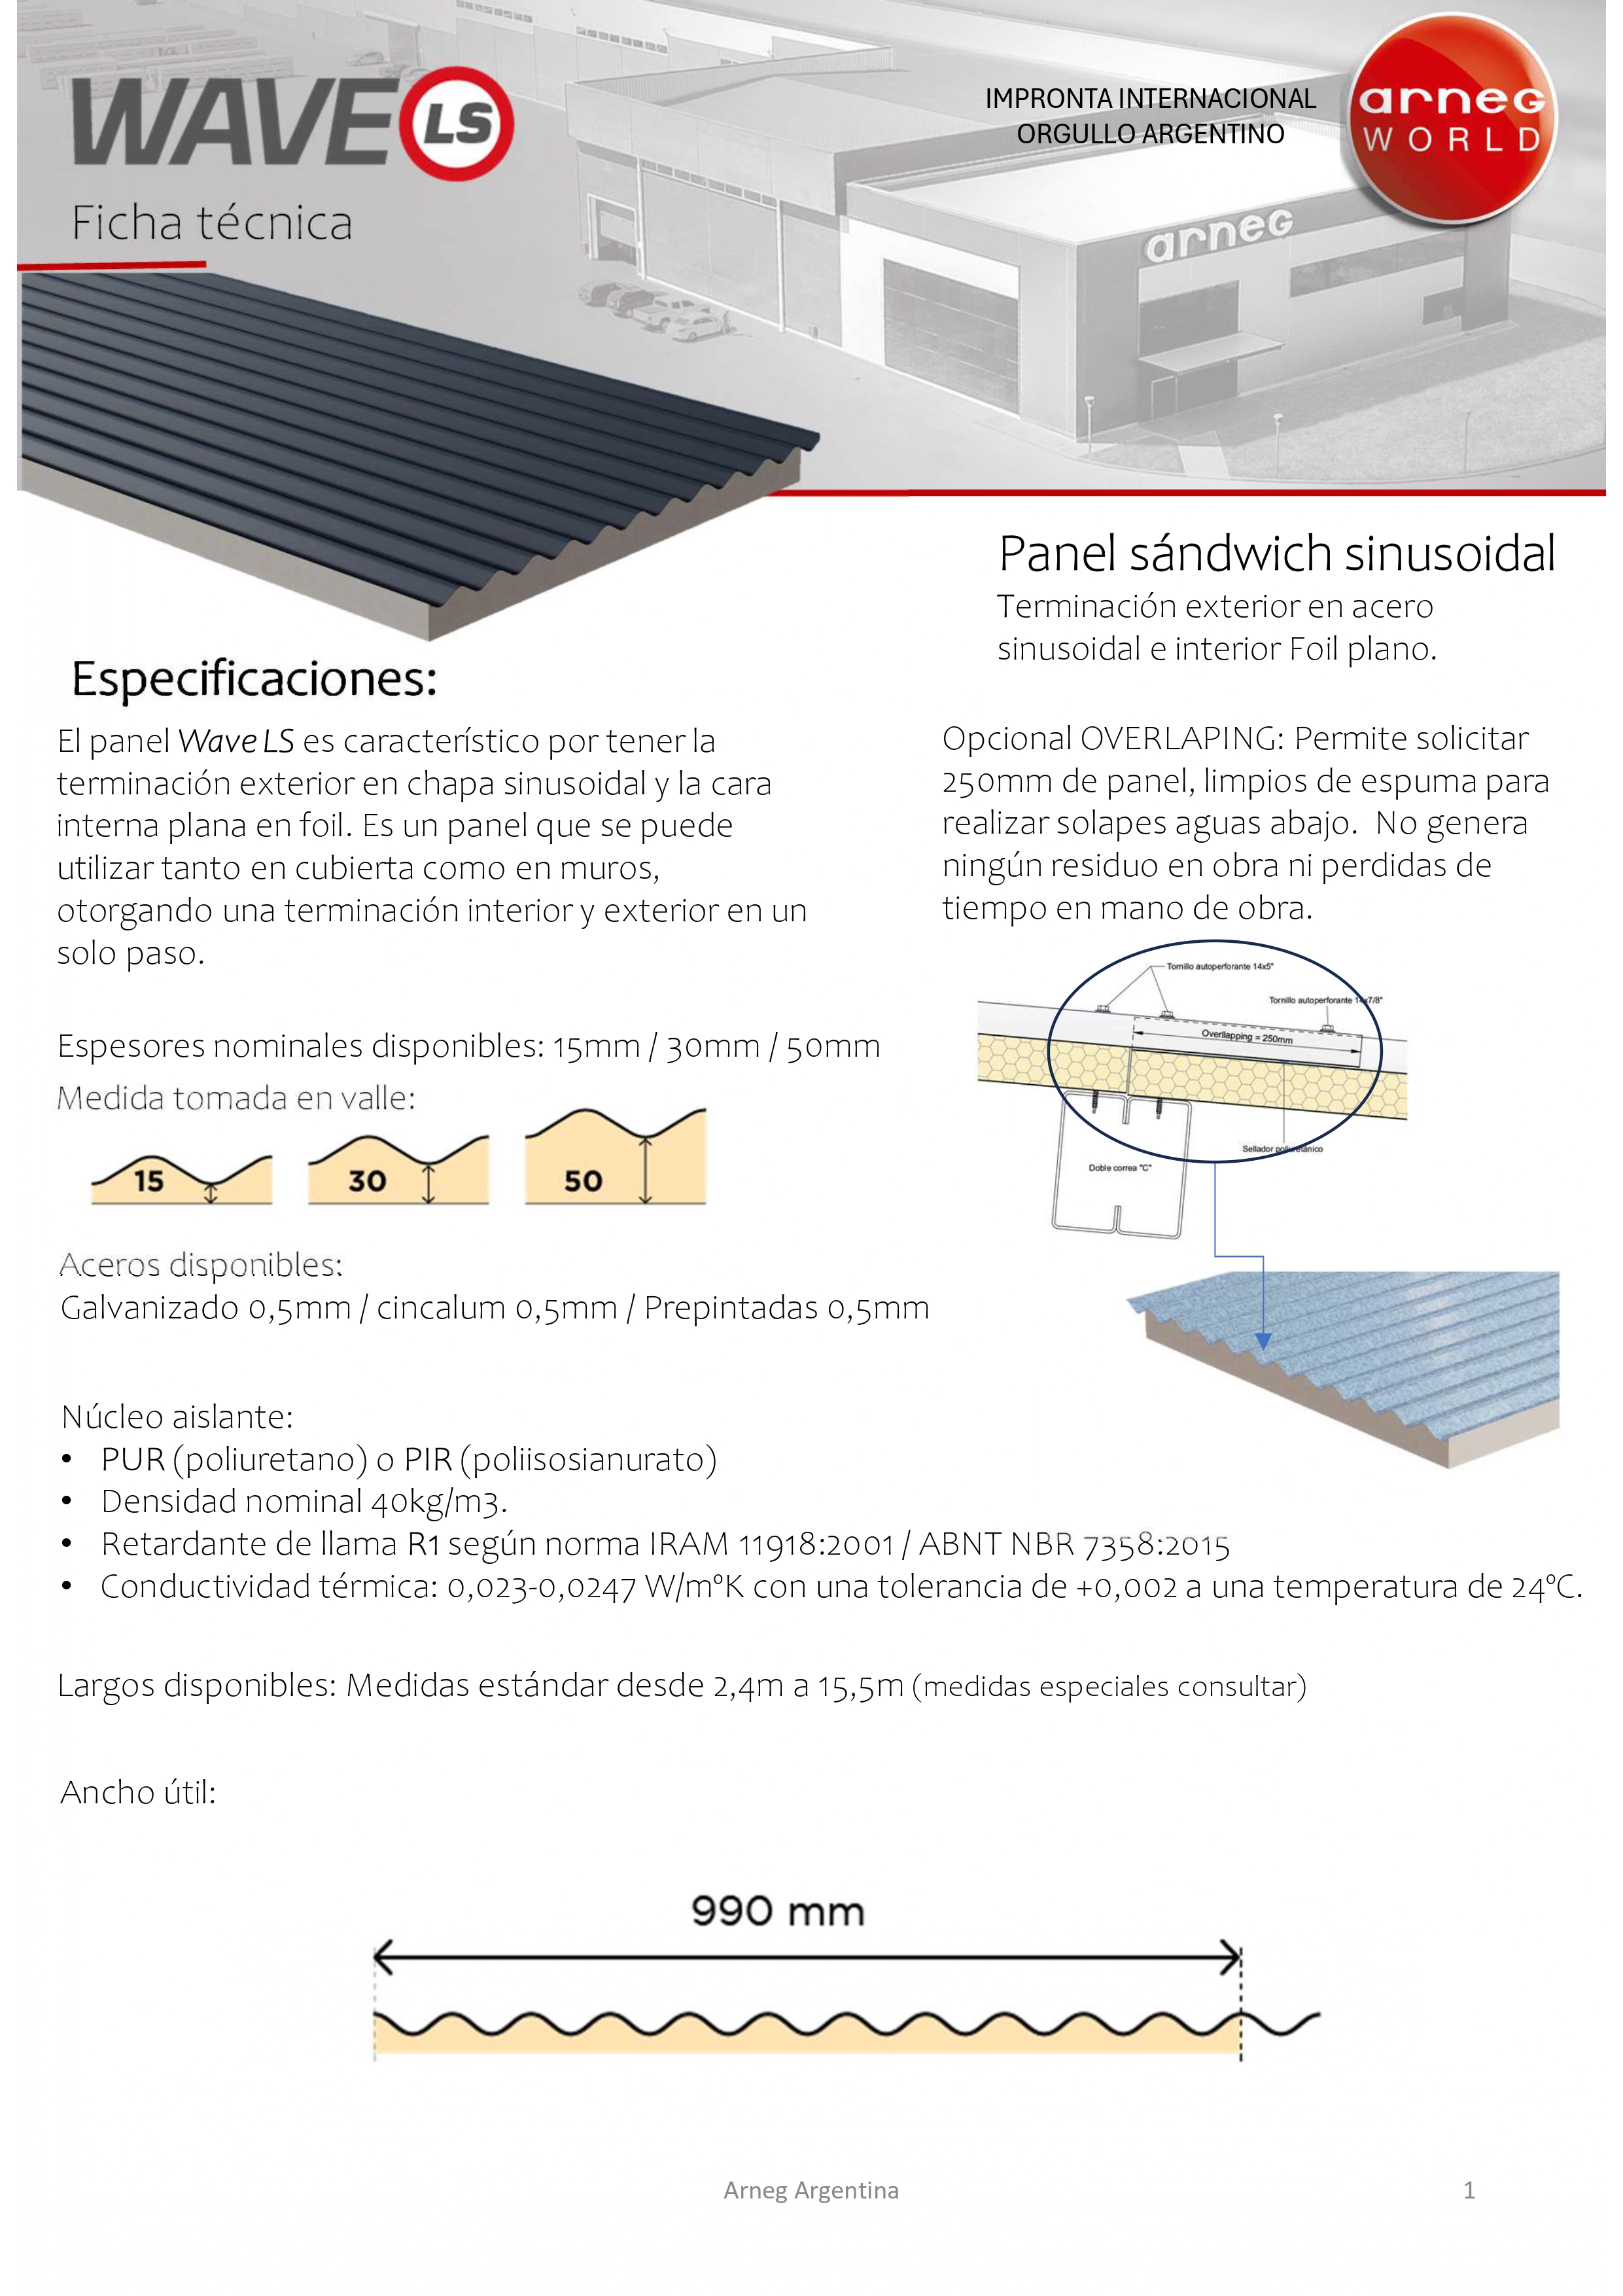 WAVE LS
Ficha técnica
IMPRONTA INTERNACIONAL
ORGULLO ARGENTINO
arneg
WORLD
arneg
Panel sándwich sinusoidal
Terminación exterior en acero
sinusoidal e interior Foil plano.
Especificaciones:
El panel Wave LS es característico por tener la
terminación exterior en chapa sinusoidal y la cara
interna plana en foil. Es un panel que se puede
utilizar tanto en cubierta como en muros,
otorgando una terminación interior y exterior en un
solo paso.
Opcional OVERLAPING: Permite solicitar
250mm de panel, limpios de espuma para
realizar solapes aguas abajo. No genera
ningún residuo en obra ni perdidas de
tiempo en mano de obra.
Tornillo autoperforante 14x5"
Tornillo autoperforante 14x7/8"
Overllapping = 250mm
Sellador poliuretánico
Doble correa "C"
Espesores nominales disponibles: 15mm / 30mm / 50mm
Medida tomada en valle:
15
30
50
Aceros disponibles:
Galvanizado 0,5mm / cincalum 0,5mm / Prepintadas 0,5mm
Núcleo aislante:
• PUR (poliuretano) o PIR (poliisosianurato)
• Densidad nominal 40kg/m3.
• Retardante de llama R1 según norma IRAM 11918:2001 / ABNT NBR 7358:2015
• Conductividad térmica: 0,023-0,0247 W/mºK con una tolerancia de +0,002 a una temperatura de 24ºC.
Largos disponibles: Medidas estándar desde 2,4m a 15,5m (medidas especiales consultar)
Ancho útil:
990 mm
Arneg Argentina
1